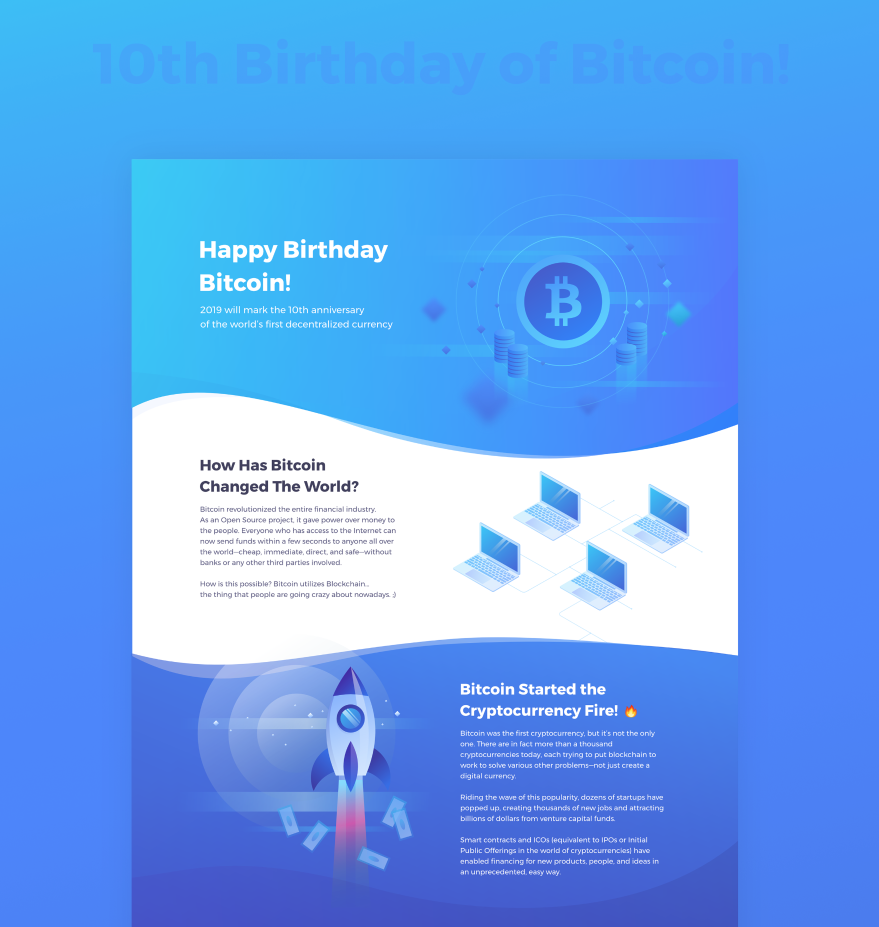 10th Birthday of Bitcoin!
Happy Birthday
Bitcoin!
2019 will mark the 10th anniversary
of the world's first decentralized currency
How Has Bitcoin
Changed The World?
Bitcoin revolutionized the entire financial industry.
As an Open Source project, it gave power over money to
the people. Everyone who has access to the Internet can
now send funds within a few seconds to anyone all over
the world—cheap, immediate, direct, and safe—without
banks or any other third parties involved.
How is this possible? Bitcoin utilizes Blockchain...
the thing that people are going crazy about nowadays. ;)
Bitcoin Started the
Cryptocurrency Fire! 🔥
Bitcoin was the first cryptocurrency, but it's not the only
one. There are in fact more than a thousand
cryptocurrencies today, each trying to put blockchain to
work to solve various other problems—not just create a
digital currency.
Riding the wave of this popularity, dozens of startups have
popped up, creating thousands of new jobs and attracting
billions of dollars from venture capital funds.
Smart contracts and ICOs (equivalent to IPOs or Initial
Public Offerings in the world of cryptocurrencies) have
enabled financing for new products, people, and ideas in
an unprecedented, easy way.